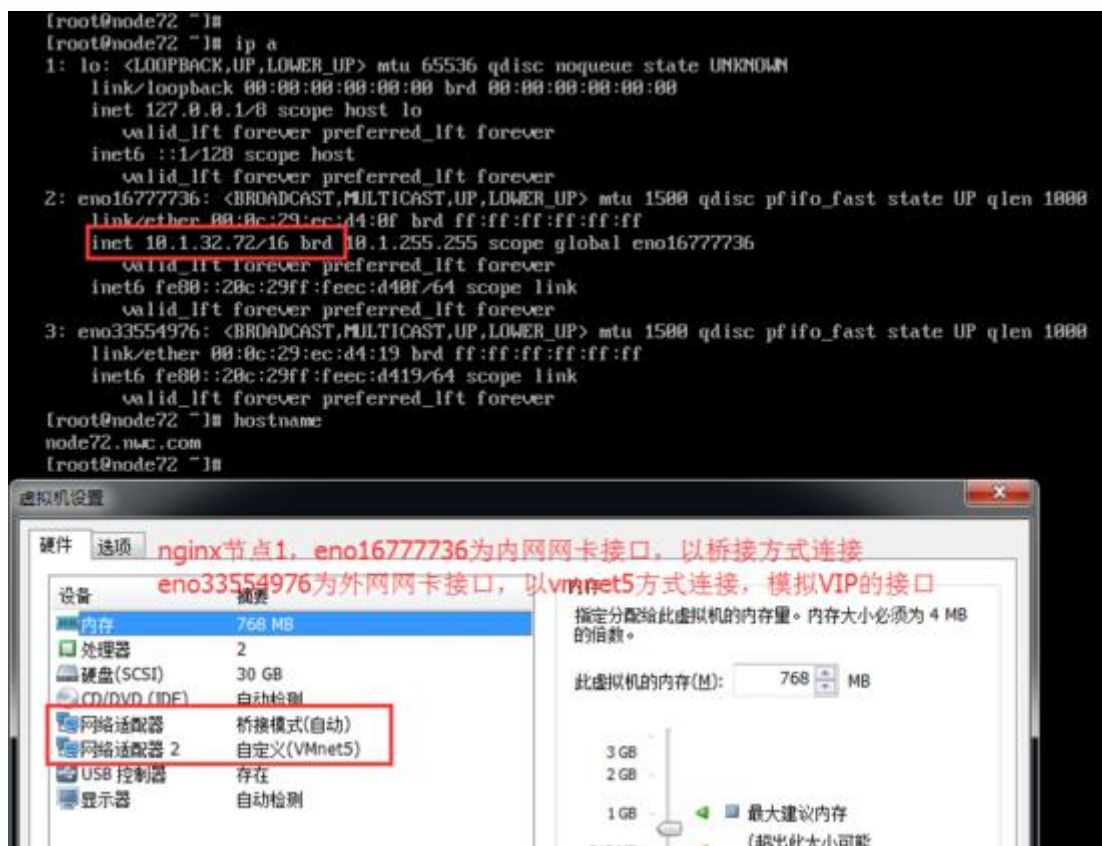 [root@node72 ~]#
[root@node72 ~]# ip a
1: lo: <LOOPBACK,UP,LOWER_UP> mtu 65536 qdisc noqueue state UNKNOWN
link/loopback 00:00:00:00:00:00 brd 00:00:00:00:00:00
inet 127.0.0.1/8 scope host lo
valid_lft forever preferred_lft forever
inet6 ::1/128 scope host
valid_lft forever preferred_lft forever
2: eno16777736: <BROADCAST,MULTICAST,UP,LOWER_UP> mtu 1500 qdisc pfifo_fast state UP qlen 1000
link/ether 00:0c:29:ec:d4:0f brd ff:ff:ff:ff:ff:ff
inet 10.1.32.72/16 brd 10.1.255.255 scope global eno16777736
valid_lft forever preferred_lft forever
inet6 fe80::20c:29ff:feec:d40f/64 scope link
valid_lft forever preferred_lft forever
3: eno33554976: <BROADCAST,MULTICAST,UP,LOWER_UP> mtu 1500 qdisc pfifo_fast state UP qlen 1000
link/ether 00:0c:29:ec:d4:19 brd ff:ff:ff:ff:ff:ff
inet6 fe80::20c:29ff:feec:d419/64 scope link
valid_lft forever preferred_lft forever
[root@node72 ~]# hostname
node72.nwc.com
[root@node72 ~]#
虚拟机设置
硬件 选项
nginx节点1，eno16777736为内网网卡接口，以桥接方式连接
eno33554976为外网网卡接口，以vmnet5方式连接，模拟VIP的接口
设备 摘要
内存 768 MB
处理器 2
硬盘(SCSI) 30 GB
CD/DVD (IDE) 自动检测
网络适配器 桥接模式(自动)
网络适配器 2 自定义(VMnet5)
USB 控制器 存在
显示器 自动检测
内存
指定分配给此虚拟机的内存量。内存大小必须为 4 MB
的倍数。
此虚拟机的内存(M): 768 MB
3 GB
2 GB
1 GB
最大建议内存
(超出此大小可能